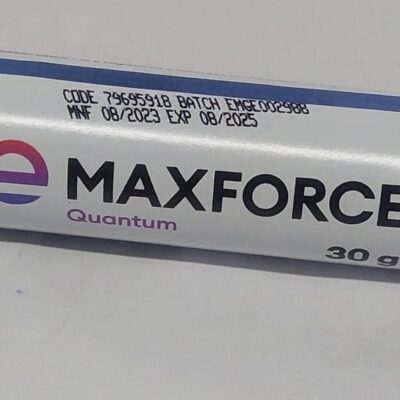 CODE 79695918 BATCH EMGE002988
MNF 08/2023 EXP 08/2025
e MAXFORCE
Quantum
30 g